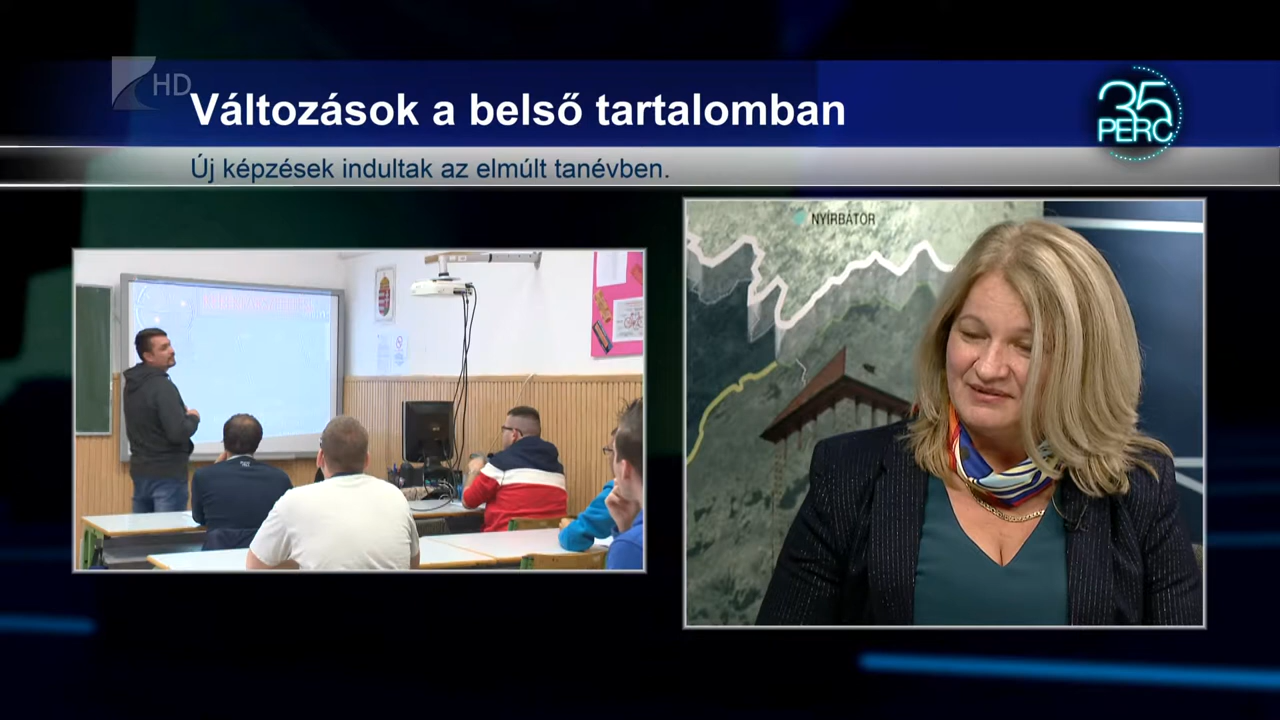 HD
Változások a belső tartalomban
35
PERC
Új képzések indultak az elmúlt tanévben.
NYÍRBÁTOR